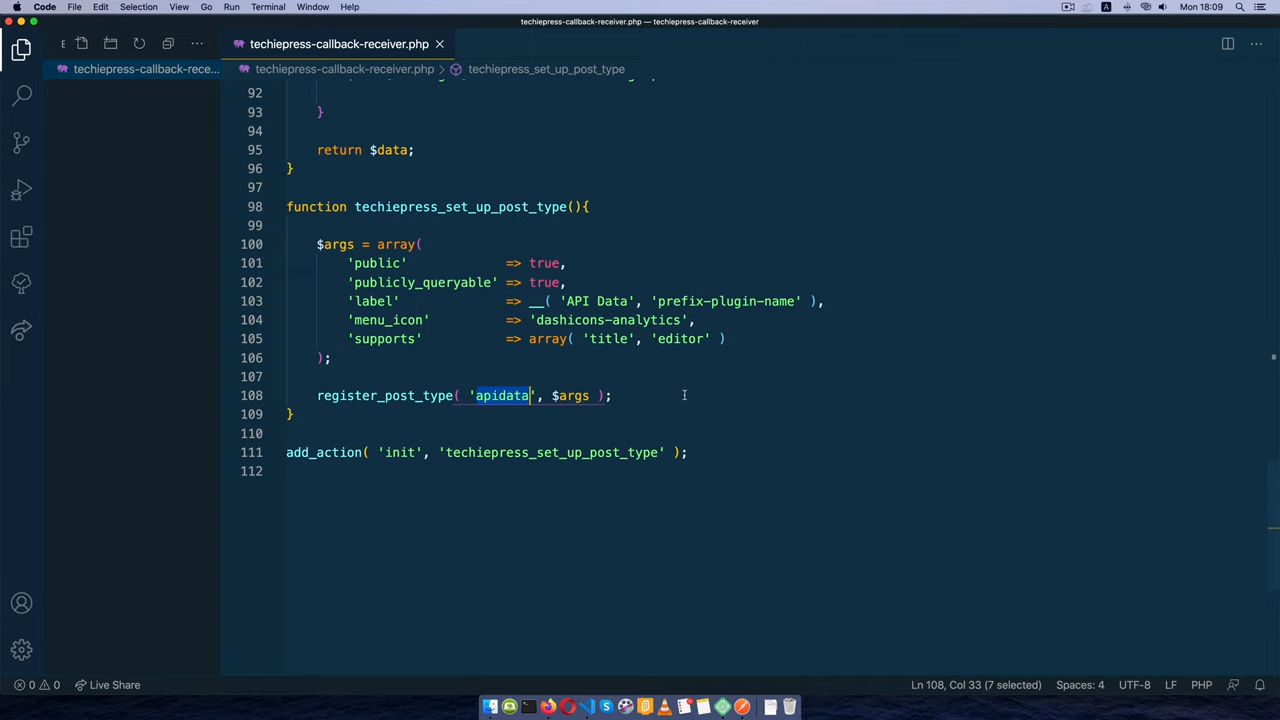 Code File Edit Selection View Go Run Terminal Window Help A Mon 18:09
techiepress-callback-receiver.php — techiepress-callback-receiver
E ··· techiepress-callback-receiver.php × ···
techiepress-callback-rece... techiepress-callback-receiver.php > techiepress_set_up_post_type
92
93 }
94
95 return $data;
96 }
97
98 function techiepress_set_up_post_type(){
99
100 $args = array(
101 'public' => true,
102 'publicly_queryable' => true,
103 'label' => __( 'API Data', 'prefix-plugin-name' ),
104 'menu_icon' => 'dashicons-analytics',
105 'supports' => array( 'title', 'editor' )
106 );
107
108 register_post_type( 'apidata', $args );
109 }
110
111 add_action( 'init', 'techiepress_set_up_post_type' );
112
0 0 Live Share Ln 108, Col 33 (7 selected) Spaces: 4 UTF-8 LF PHP